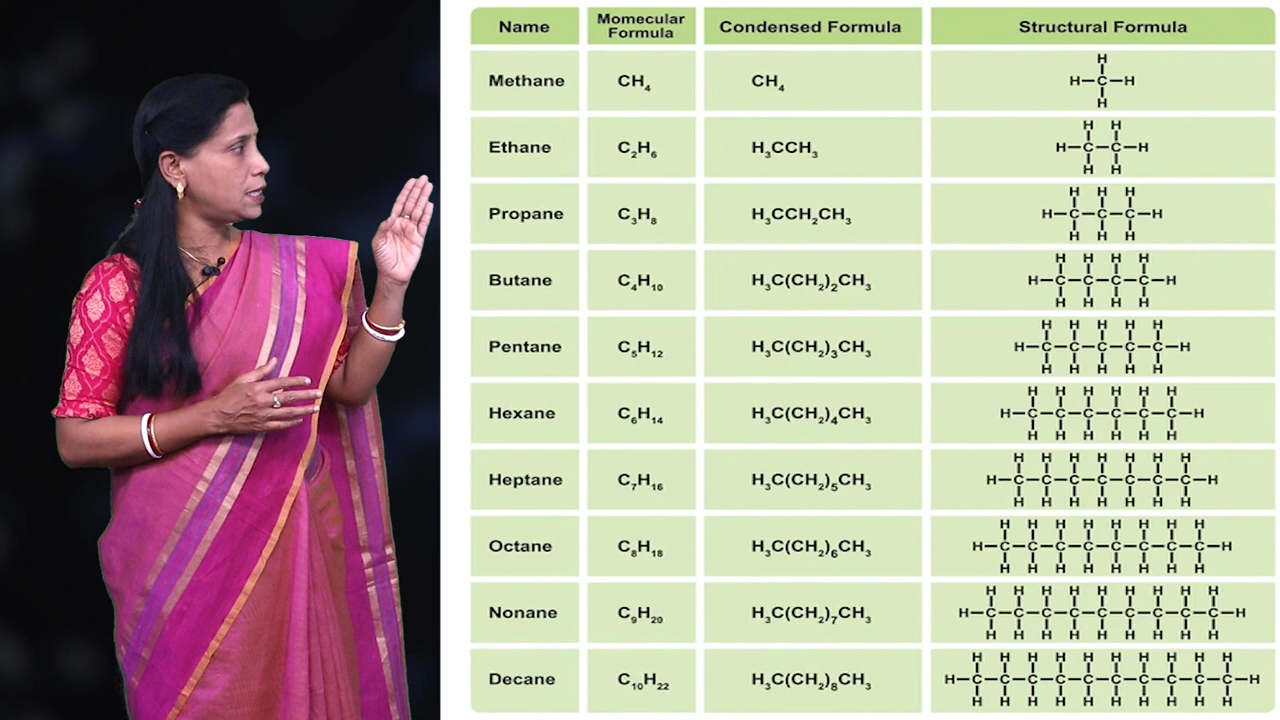 Name Momecular Formula Condensed Formula Structural Formula
Methane CH₄ CH₄
H
H–C–H
H
Ethane C₂H₆ H₃CCH₃
H H
H–C–C–H
H H
Propane C₃H₈ H₃CCH₂CH₃
H H H
H–C–C–C–H
H H H
Butane C₄H₁₀ H₃C(CH₂)₂CH₃
H H H H
H–C–C–C–C–H
H H H H
Pentane C₅H₁₂ H₃C(CH₂)₃CH₃
H H H H H
H–C–C–C–C–C–H
H H H H H
Hexane C₆H₁₄ H₃C(CH₂)₄CH₃
H H H H H H
H–C–C–C–C–C–C–H
H H H H H H
Heptane C₇H₁₆ H₃C(CH₂)₅CH₃
H H H H H H H
H–C–C–C–C–C–C–C–H
H H H H H H H
Octane C₈H₁₈ H₃C(CH₂)₆CH₃
H H H H H H H H
H–C–C–C–C–C–C–C–C–H
H H H H H H H H
Nonane C₉H₂₀ H₃C(CH₂)₇CH₃
H H H H H H H H H
H–C–C–C–C–C–C–C–C–C–H
H H H H H H H H H
Decane C₁₀H₂₂ H₃C(CH₂)₈CH₃
H H H H H H H H H H
H–C–C–C–C–C–C–C–C–C–C–H
H H H H H H H H H H